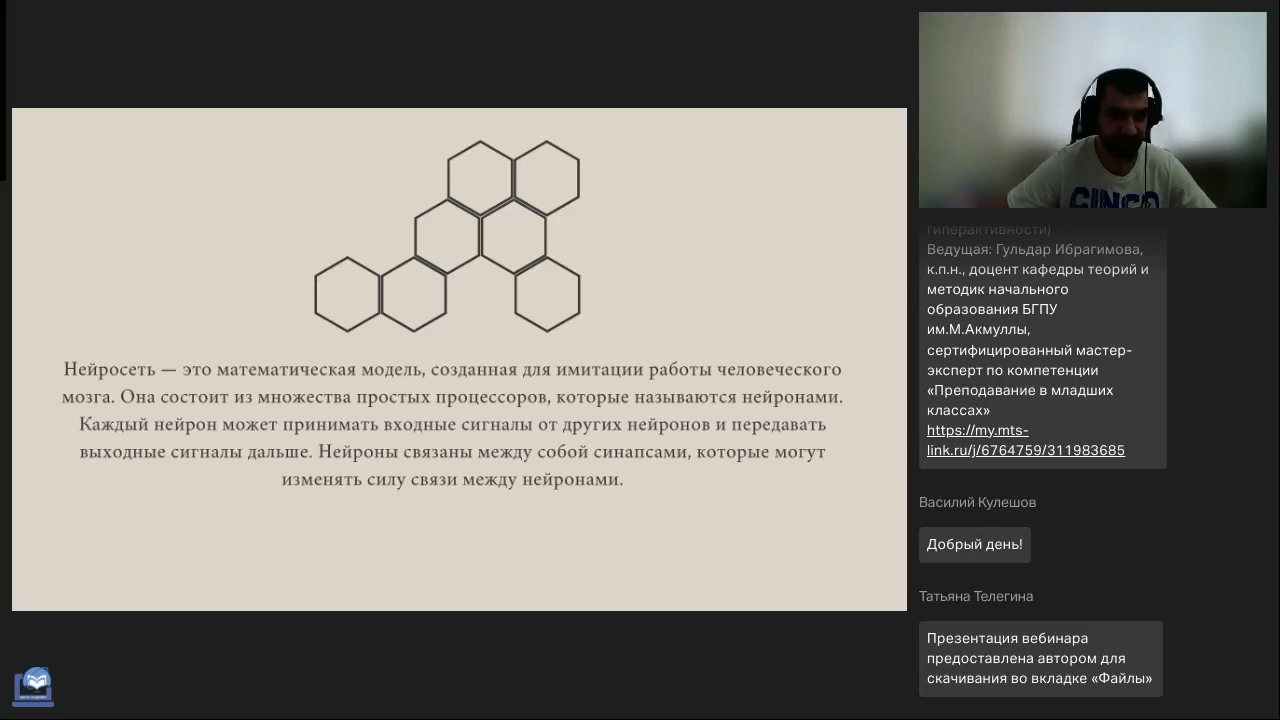 Нейросеть — это математическая модель, созданная для имитации работы человеческого
мозга. Она состоит из множества простых процессоров, которые называются нейронами.
Каждый нейрон может принимать входные сигналы от других нейронов и передавать
выходные сигналы дальше. Нейроны связаны между собой синапсами, которые могут
изменять силу связи между нейронами.
гиперактивности)
Ведущая: Гульдар Ибрагимова,
к.п.н., доцент кафедры теорий и
методик начального
образования БГПУ
им.М.Акмуллы,
сертифицированный мастер-
эксперт по компетенции
«Преподавание в младших
классах»
https://my.mts-
link.ru/j/6764759/311983685
Василий Кулешов
Добрый день!
Татьяна Телегина
Презентация вебинара
предоставлена автором для
скачивания во вкладке «Файлы»